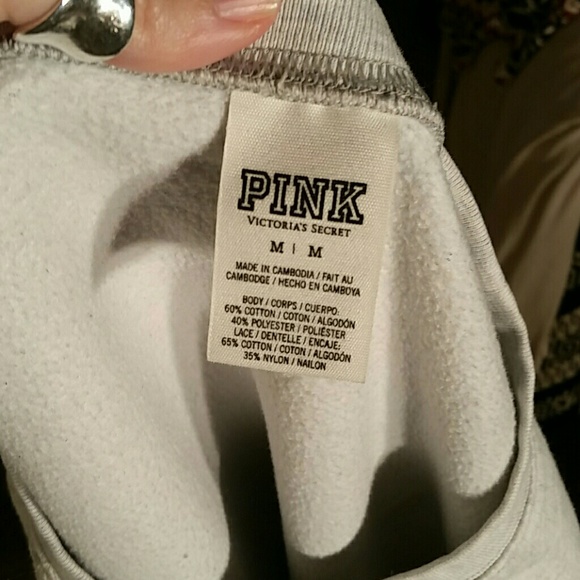 PINK
VICTORIA'S SECRET
M | M
MADE IN CAMBODIA / FAIT AU
CAMBODGE / HECHO EN CAMBOYA
BODY / CORPS / CUERPO:
60% COTTON / COTON / ALGODÓN
40% POLYESTER / POLIÉSTER
LACE / DENTELLE / ENCAJE:
65% COTTON / COTON / ALGODÓN
35% NYLON / NAILON